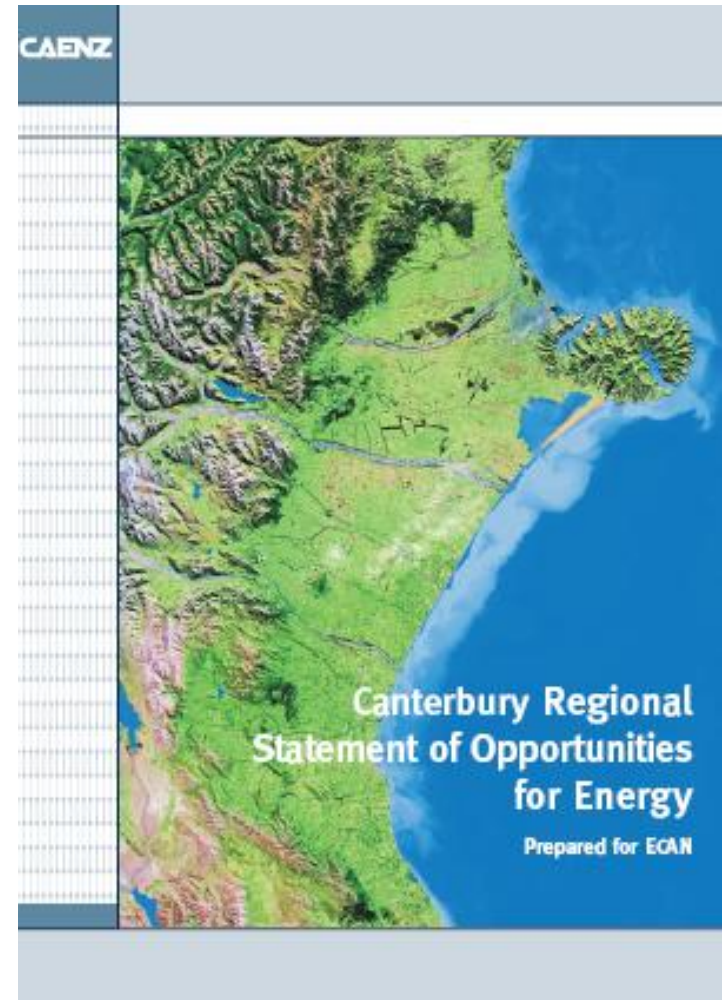 CAENZ
Canterbury Regional
Statement of Opportunities
for Energy
Prepared for ECAN